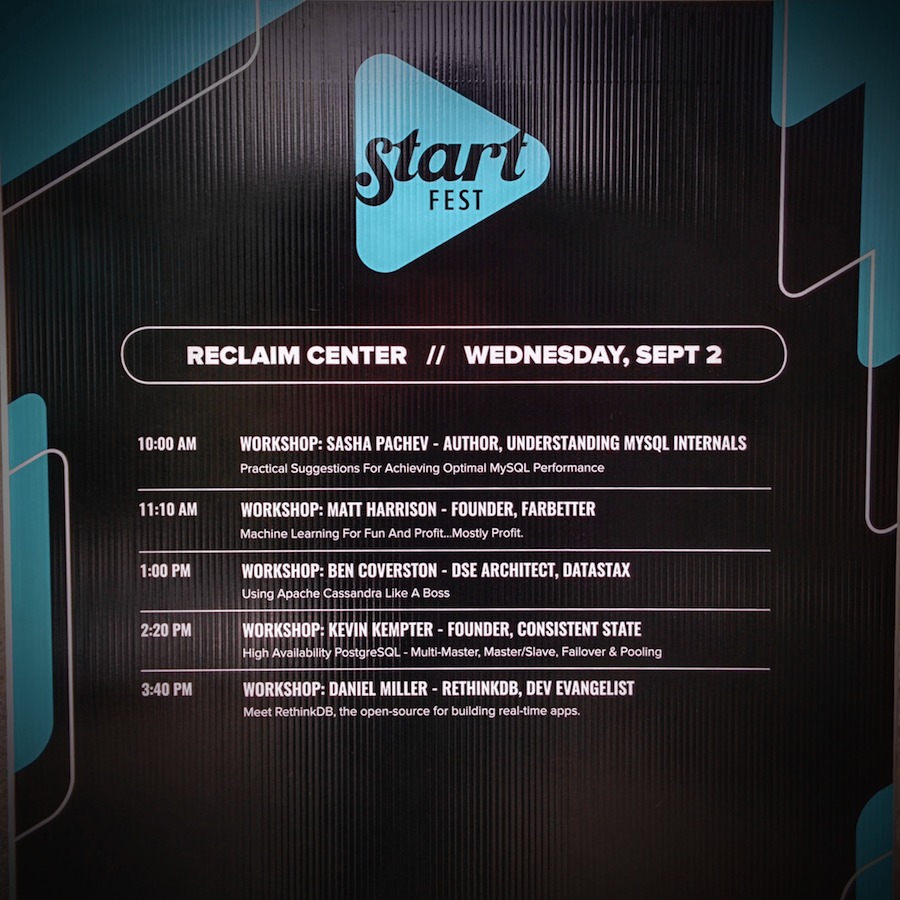 Start
FEST
RECLAIM CENTER // WEDNESDAY, SEPT 2
10:00 AM WORKSHOP: SASHA PACHEV - AUTHOR, UNDERSTANDING MYSQL INTERNALS
Practical Suggestions For Achieving Optimal MySQL Performance
11:10 AM WORKSHOP: MATT HARRISON - FOUNDER, FARBETTER
Machine Learning For Fun And Profit...Mostly Profit.
1:00 PM WORKSHOP: BEN COVERSTON - DSE ARCHITECT, DATASTAX
Using Apache Cassandra Like A Boss
2:20 PM WORKSHOP: KEVIN KEMPTER - FOUNDER, CONSISTENT STATE
High Availability PostgreSQL - Multi-Master, Master/Slave, Failover & Pooling
3:40 PM WORKSHOP: DANIEL MILLER - RETHINKDB, DEV EVANGELIST
Meet RethinkDB, the open-source for building real-time apps.